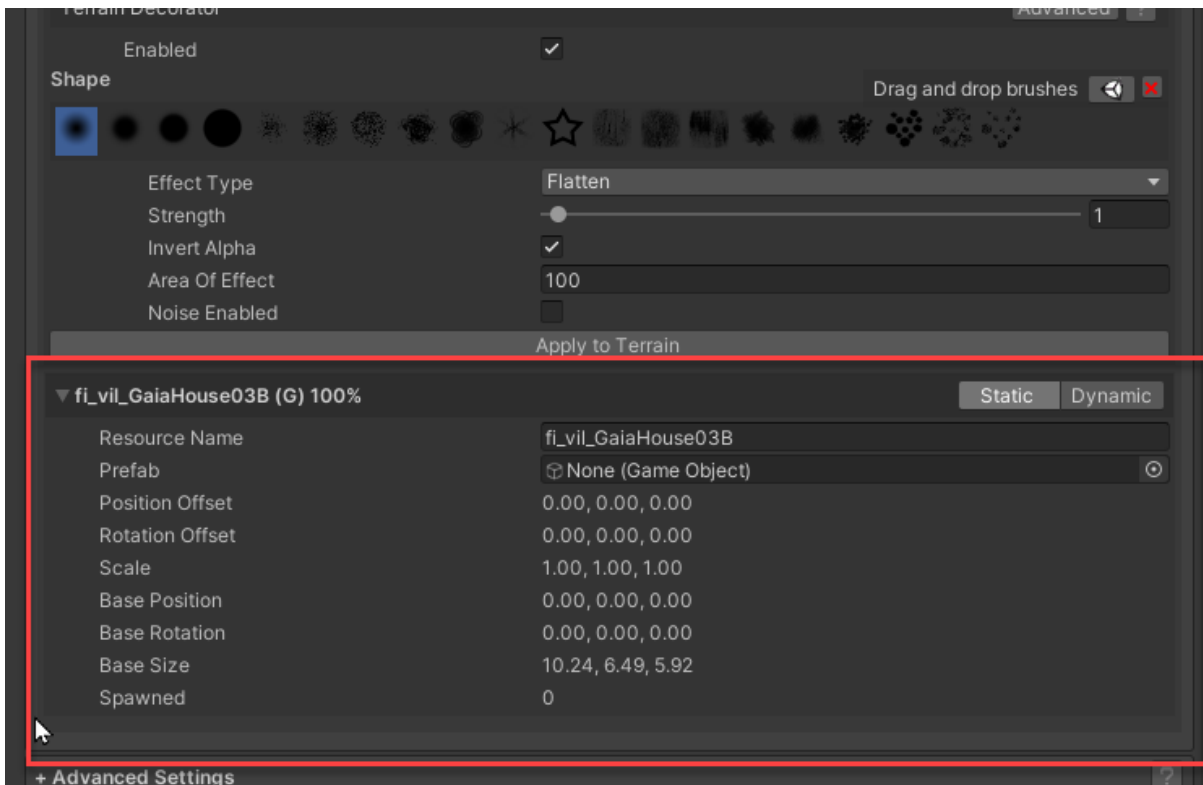 Terrain Decorator Advanced ?
Enabled
Shape
Drag and drop brushes
Effect Type Flatten
Strength 1
Invert Alpha
Area Of Effect 100
Noise Enabled
Apply to Terrain
fi_vil_GaiaHouse03B (G) 100% Static Dynamic
Resource Name fi_vil_GaiaHouse03B
Prefab None (Game Object)
Position Offset 0.00, 0.00, 0.00
Rotation Offset 0.00, 0.00, 0.00
Scale 1.00, 1.00, 1.00
Base Position 0.00, 0.00, 0.00
Base Rotation 0.00, 0.00, 0.00
Base Size 10.24, 6.49, 5.92
Spawned 0
+ Advanced Settings ?